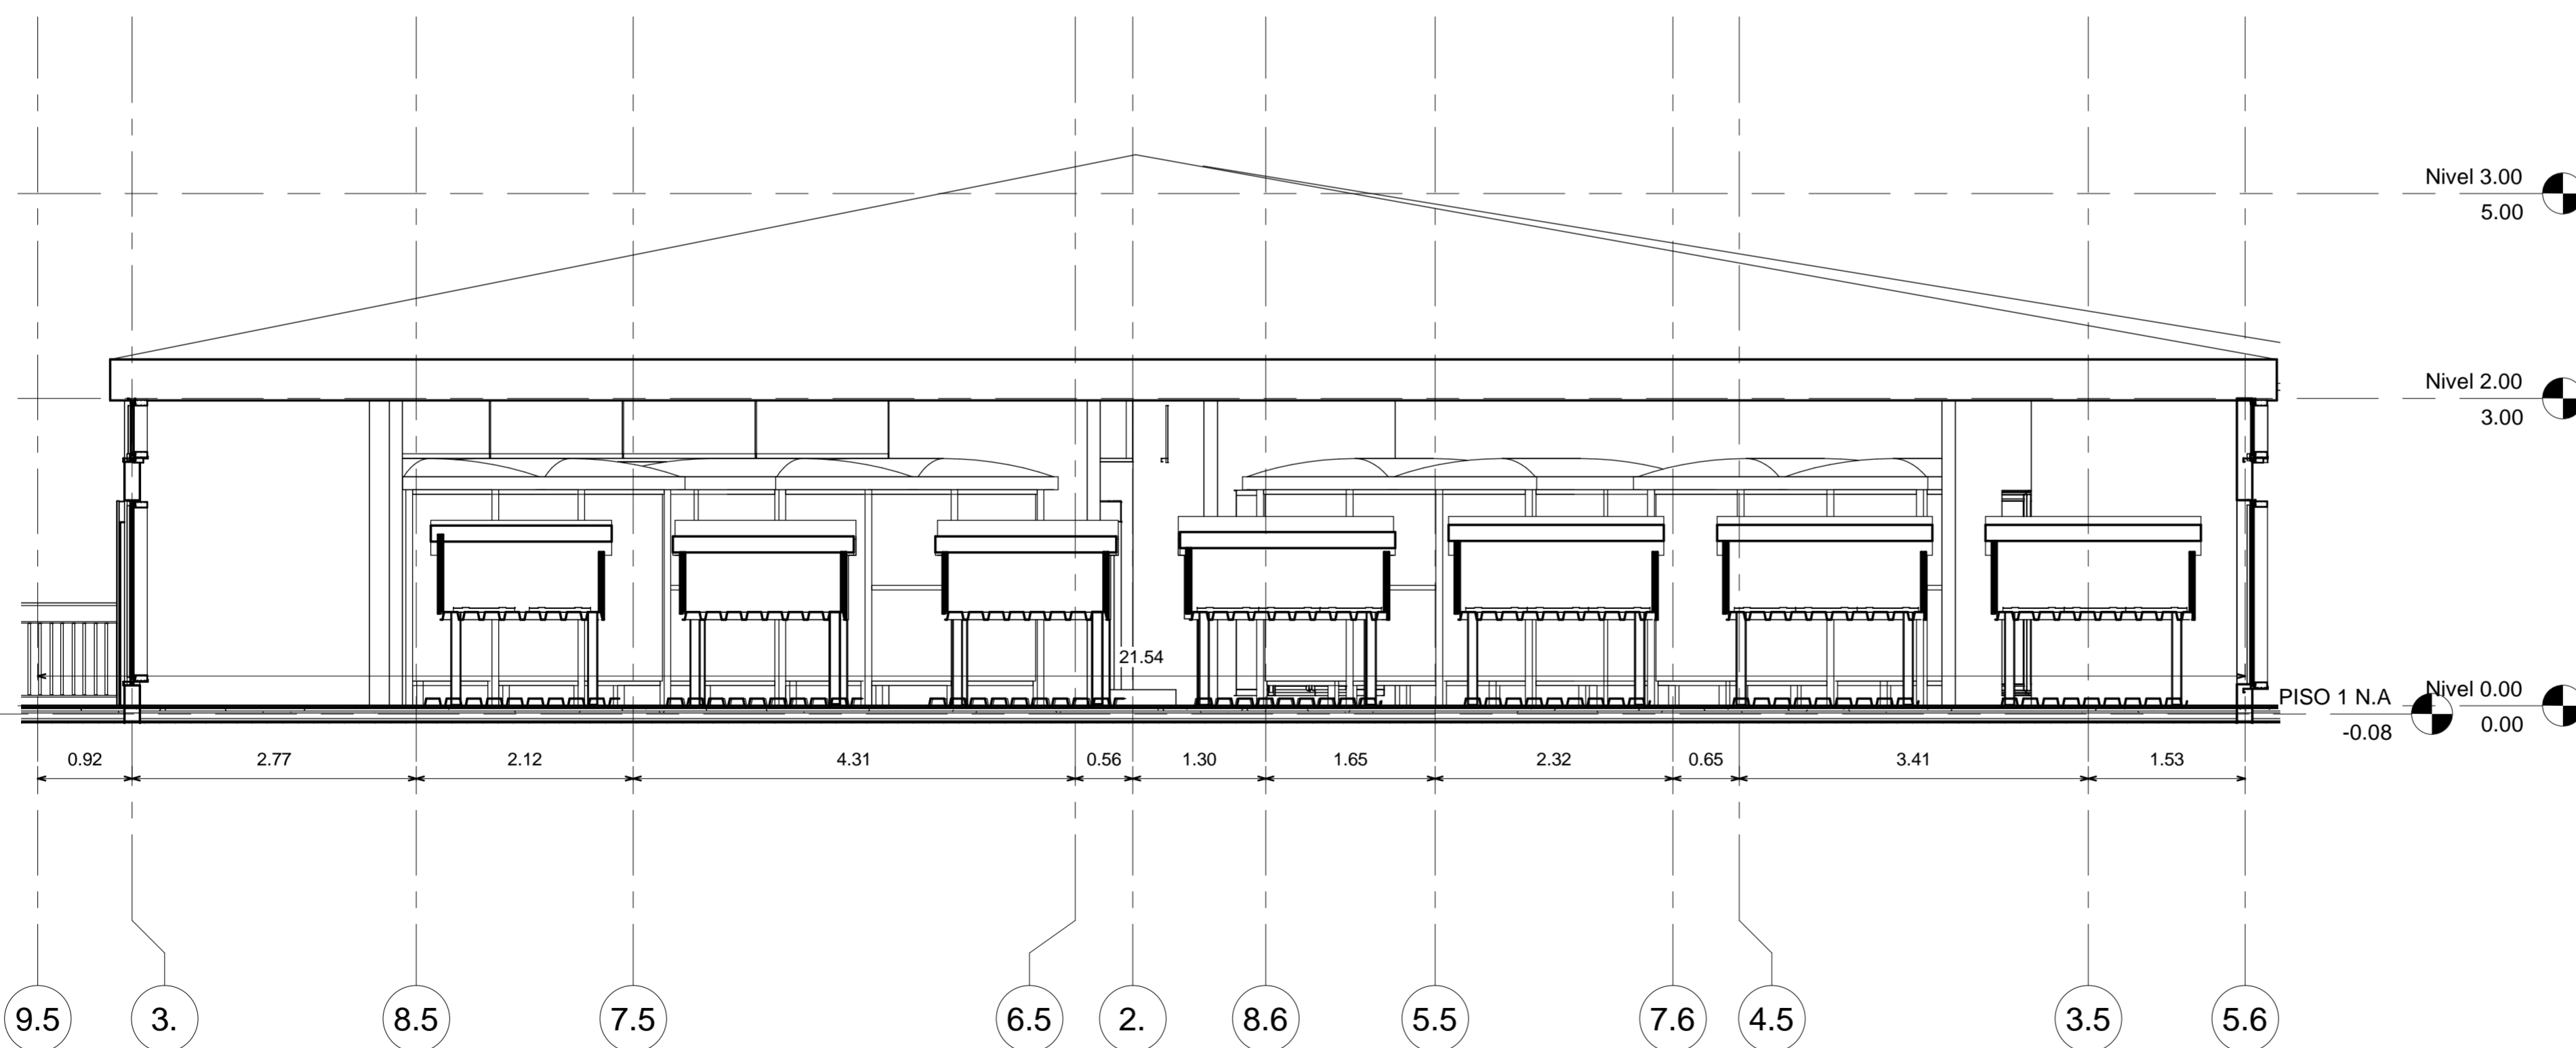 Nivel 3.00
5.00
Nivel 2.00
3.00
21.54
PISO 1 N.A
-0.08
Nivel 0.00
0.00
0.92 2.77 2.12 4.31 0.56 1.30 1.65 2.32 0.65 3.41 1.53
9.5 3. 8.5 7.5 6.5 2. 8.6 5.5 7.6 4.5 3.5 5.6